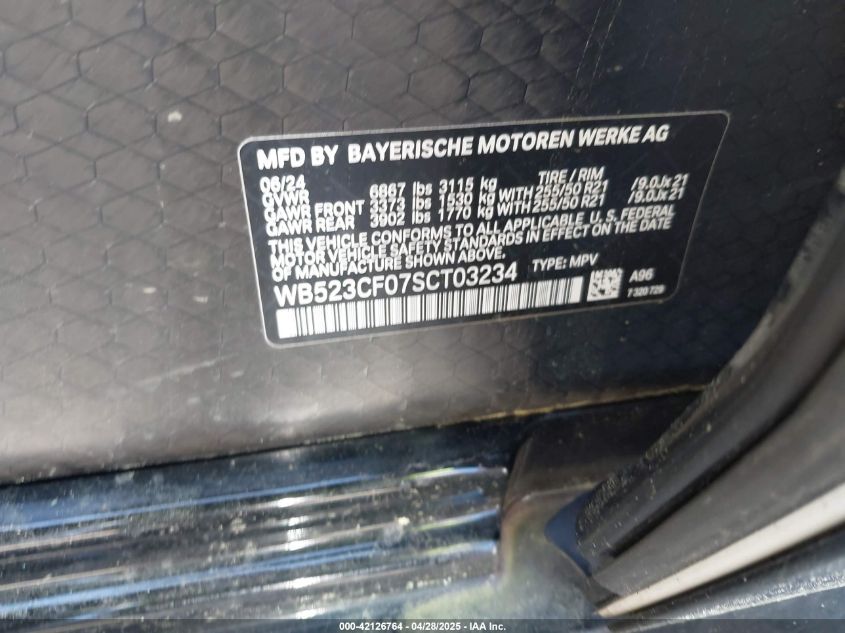 MFD BY BAYERISCHE MOTOREN WERKE AG
06/24 TIRE / RIM
GVWR 6867 lbs 3115 kg
GAWR FRONT 3373 lbs 1530 kg WITH 255/50 R21 /9.0Jx21
GAWR REAR 3902 lbs 1770 kg WITH 255/50 R21 /9.0Jx21
THIS VEHICLE CONFORMS TO ALL APPLICABLE U.S. FEDERAL
MOTOR VEHICLE SAFETY STANDARDS IN EFFECT ON THE DATE
OF MANUFACTURE SHOWN ABOVE.
WB523CF07SCT03234 TYPE: MPV A96
7320729
000-42126764 - 04/28/2025 - IAA Inc.